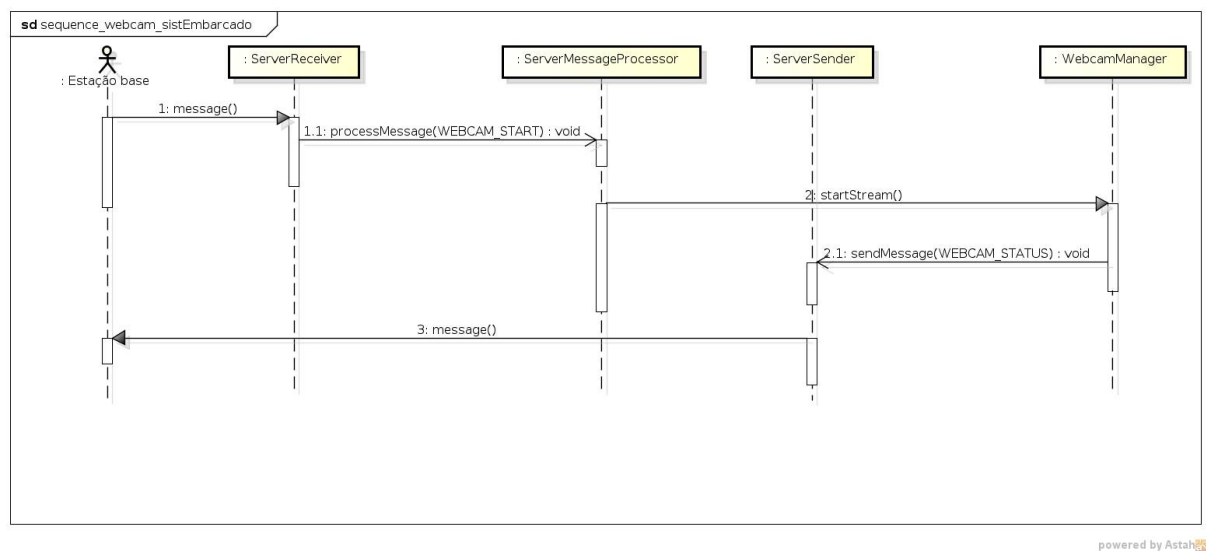 sd sequence_webcam_sistEmbarcado
: Estação base
: ServerReceiver
: ServerMessageProcessor
: ServerSender
: WebcamManager
1: message()
1.1: processMessage(WEBCAM_START) : void
2: startStream()
2.1: sendMessage(WEBCAM_STATUS) : void
3: message()
powered by Astah